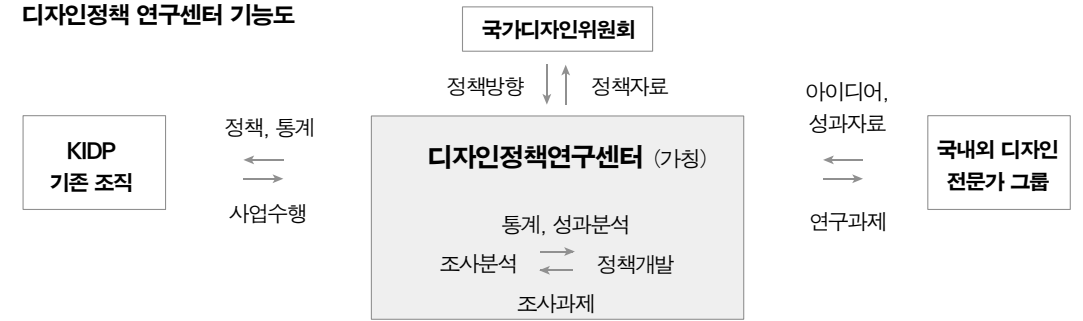 디자인정책 연구센터 기능도
국가디자인위원회
정책방향
정책자료
정책, 통계
KIDP
기존 조직
사업수행
디자인정책연구센터 (가칭)
통계, 성과분석
조사분석
정책개발
조사과제
아이디어,
성과자료
국내외 디자인
전문가 그룹
연구과제